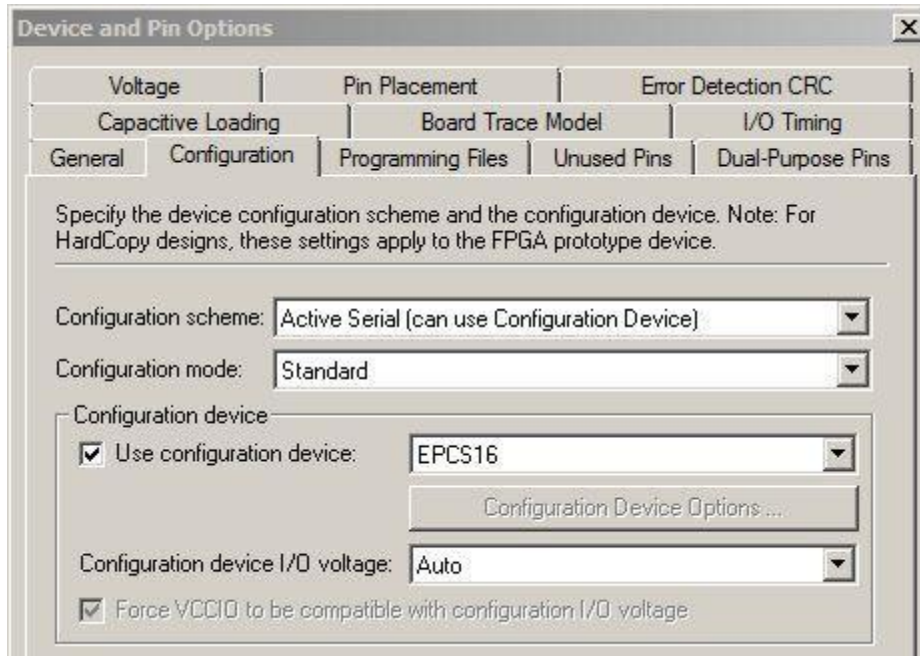 Device and Pin Options
Voltage Pin Placement Error Detection CRC
Capacitive Loading Board Trace Model I/O Timing
General Configuration Programming Files Unused Pins Dual-Purpose Pins
Specify the device configuration scheme and the configuration device. Note: For
HardCopy designs, these settings apply to the FPGA prototype device.
Configuration scheme: Active Serial (can use Configuration Device)
Configuration mode: Standard
Configuration device
Use configuration device: EPCS16
Configuration Device Options ...
Configuration device I/O voltage: Auto
Force VCCIO to be compatible with configuration I/O voltage